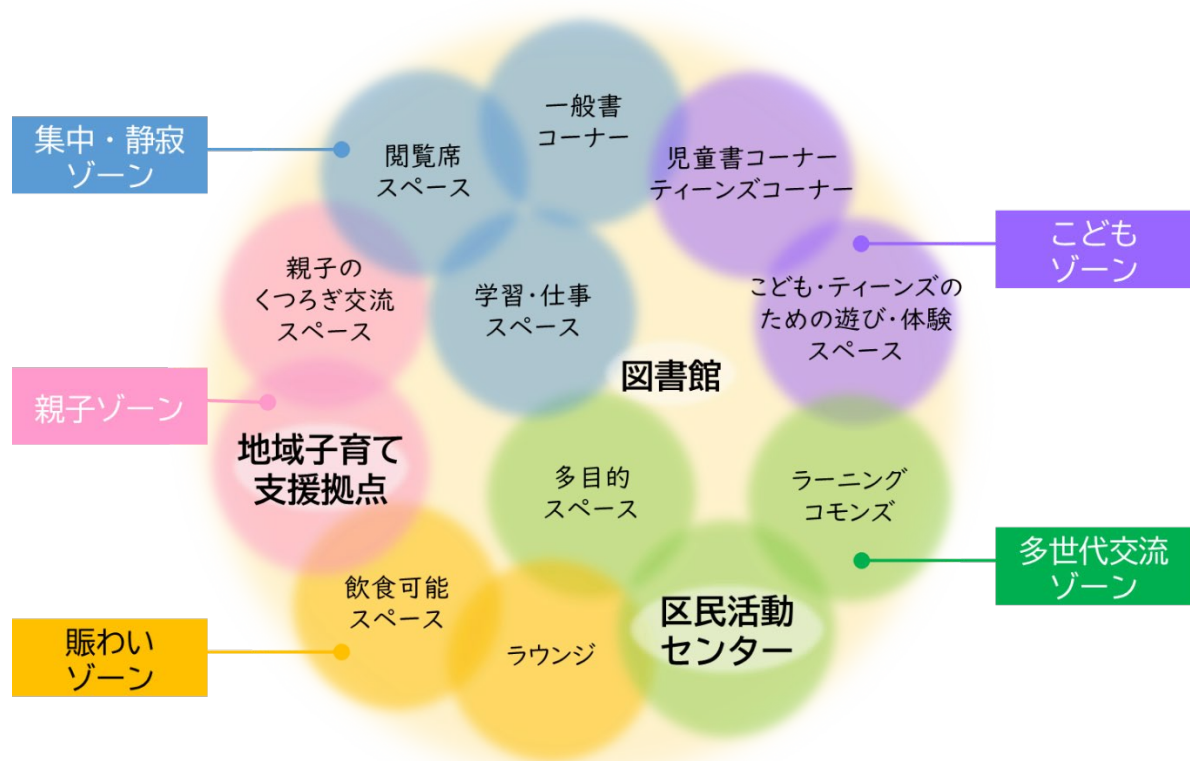 一般書
コーナー
集中・静寂
ゾーン
閲覧席
スペース
児童書コーナー
ティーンズコーナー
こども
ゾーン
親子の
くつろぎ交流
スペース
学習・仕事
スペース
こども・ティーンズの
ための遊び・体験
スペース
図書館
親子ゾーン
地域子育て
支援拠点
多目的
スペース
ラーニング
コモンズ
多世代交流
ゾーン
飲食可能
スペース
区民活動
センター
賑わい
ゾーン
ラウンジ